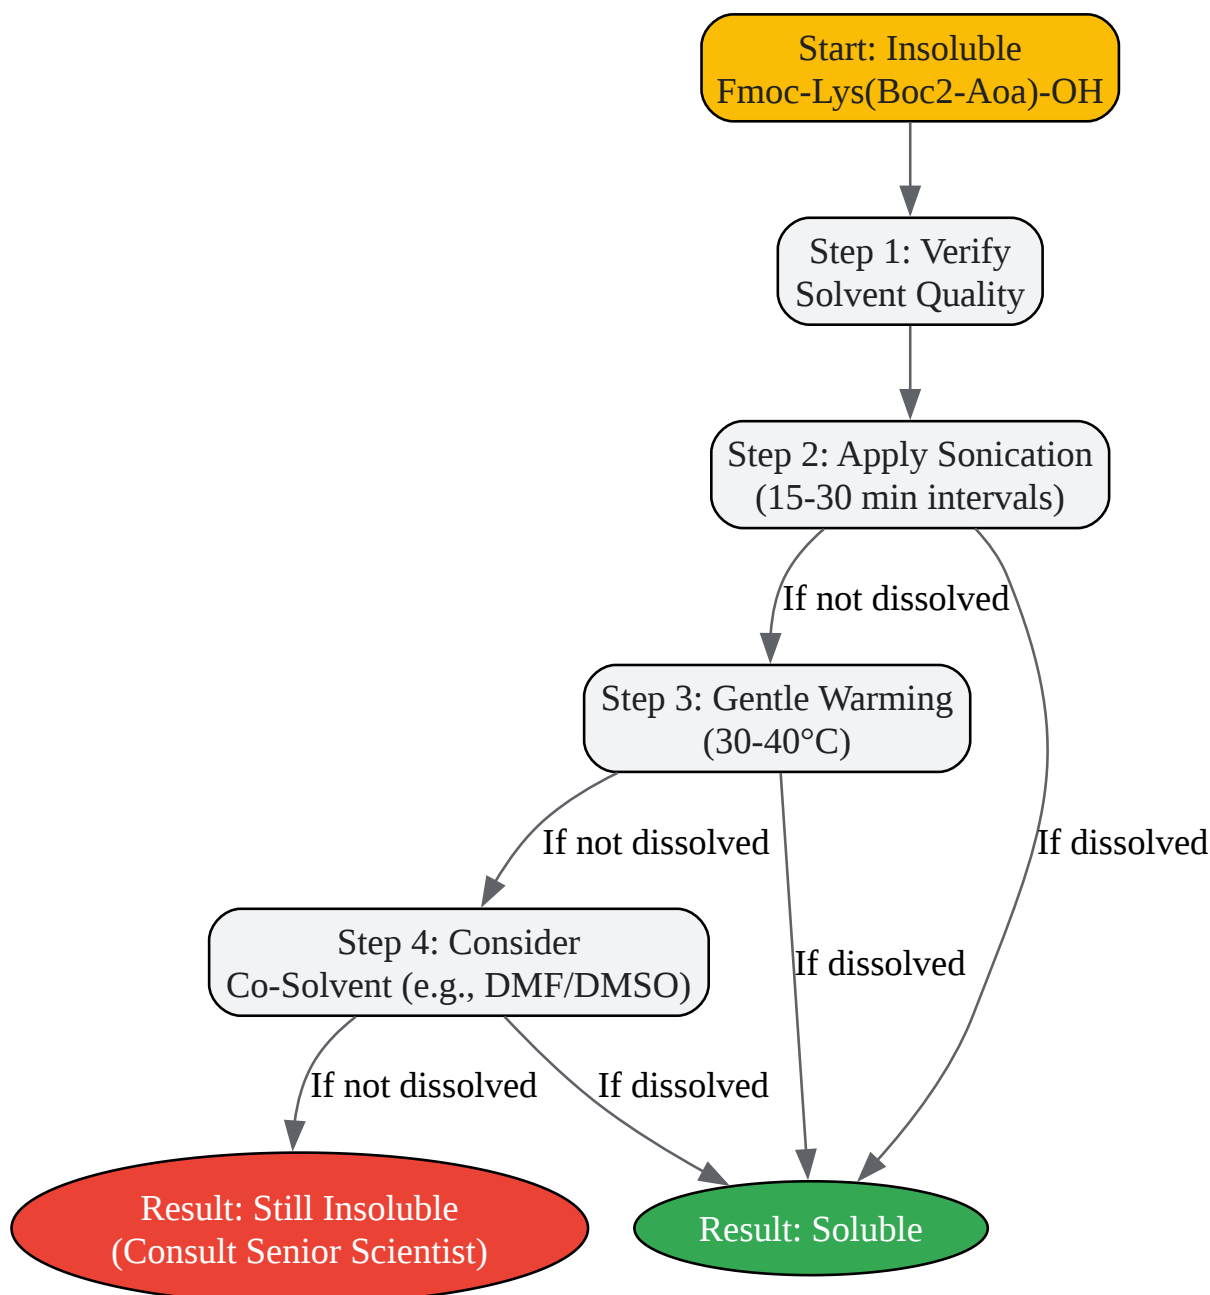 Start: Insoluble
Fmoc-Lys(Boc2-Aoa)-OH
Step 1: Verify
Solvent Quality
Step 2: Apply Sonication
(15-30 min intervals)
If not dissolved
Step 3: Gentle Warming
(30-40°C)
If not dissolved
If dissolved
Step 4: Consider
Co-Solvent (e.g., DMF/DMSO)
If dissolved
If not dissolved
If dissolved
Result: Still Insoluble
(Consult Senior Scientist)
Result: Soluble